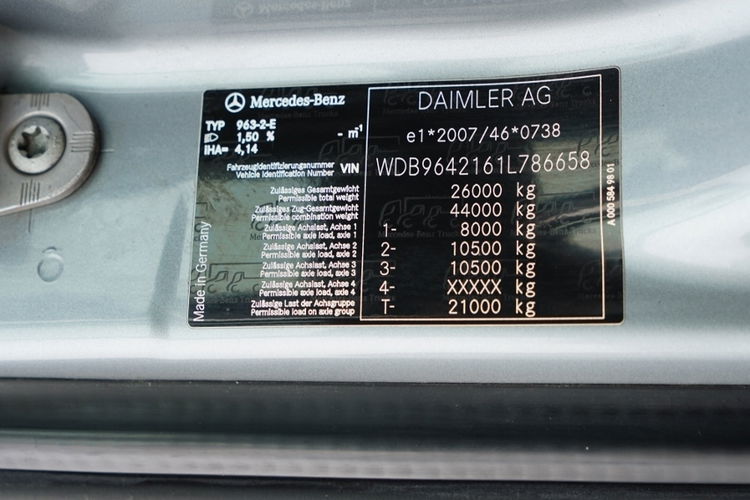 Mercedes-Benz
DAIMLER AG
TYP 963-2-E
1,50 % - m¹
IHA= 4,14
e1*2007/46*0738
Fahrzeugidentifizierungsnummer
Vehicle Identification Number VIN WDB9642161L786658
Zulässiges Gesamtgewicht
Permissible total weight 26000 kg
Zulässiges Zug-Gesamtgewicht
Permissible combination weight 44000 kg
Zulässige Achslast, Achse 1
Permissible axle load, axle 1 1- 8000 kg
Zulässige Achslast, Achse 2
Permissible axle load, axle 2 2- 10500 kg
Zulässige Achslast, Achse 3
Permissible axle load, axle 3 3- 10500 kg
Zulässige Achslast, Achse 4
Permissible axle load, axle 4 4- XXXXX kg
Zulässige Last der Achsgruppe
Permissible load on axle group T- 21000 kg
Made in Germany
A 000 584 98 01